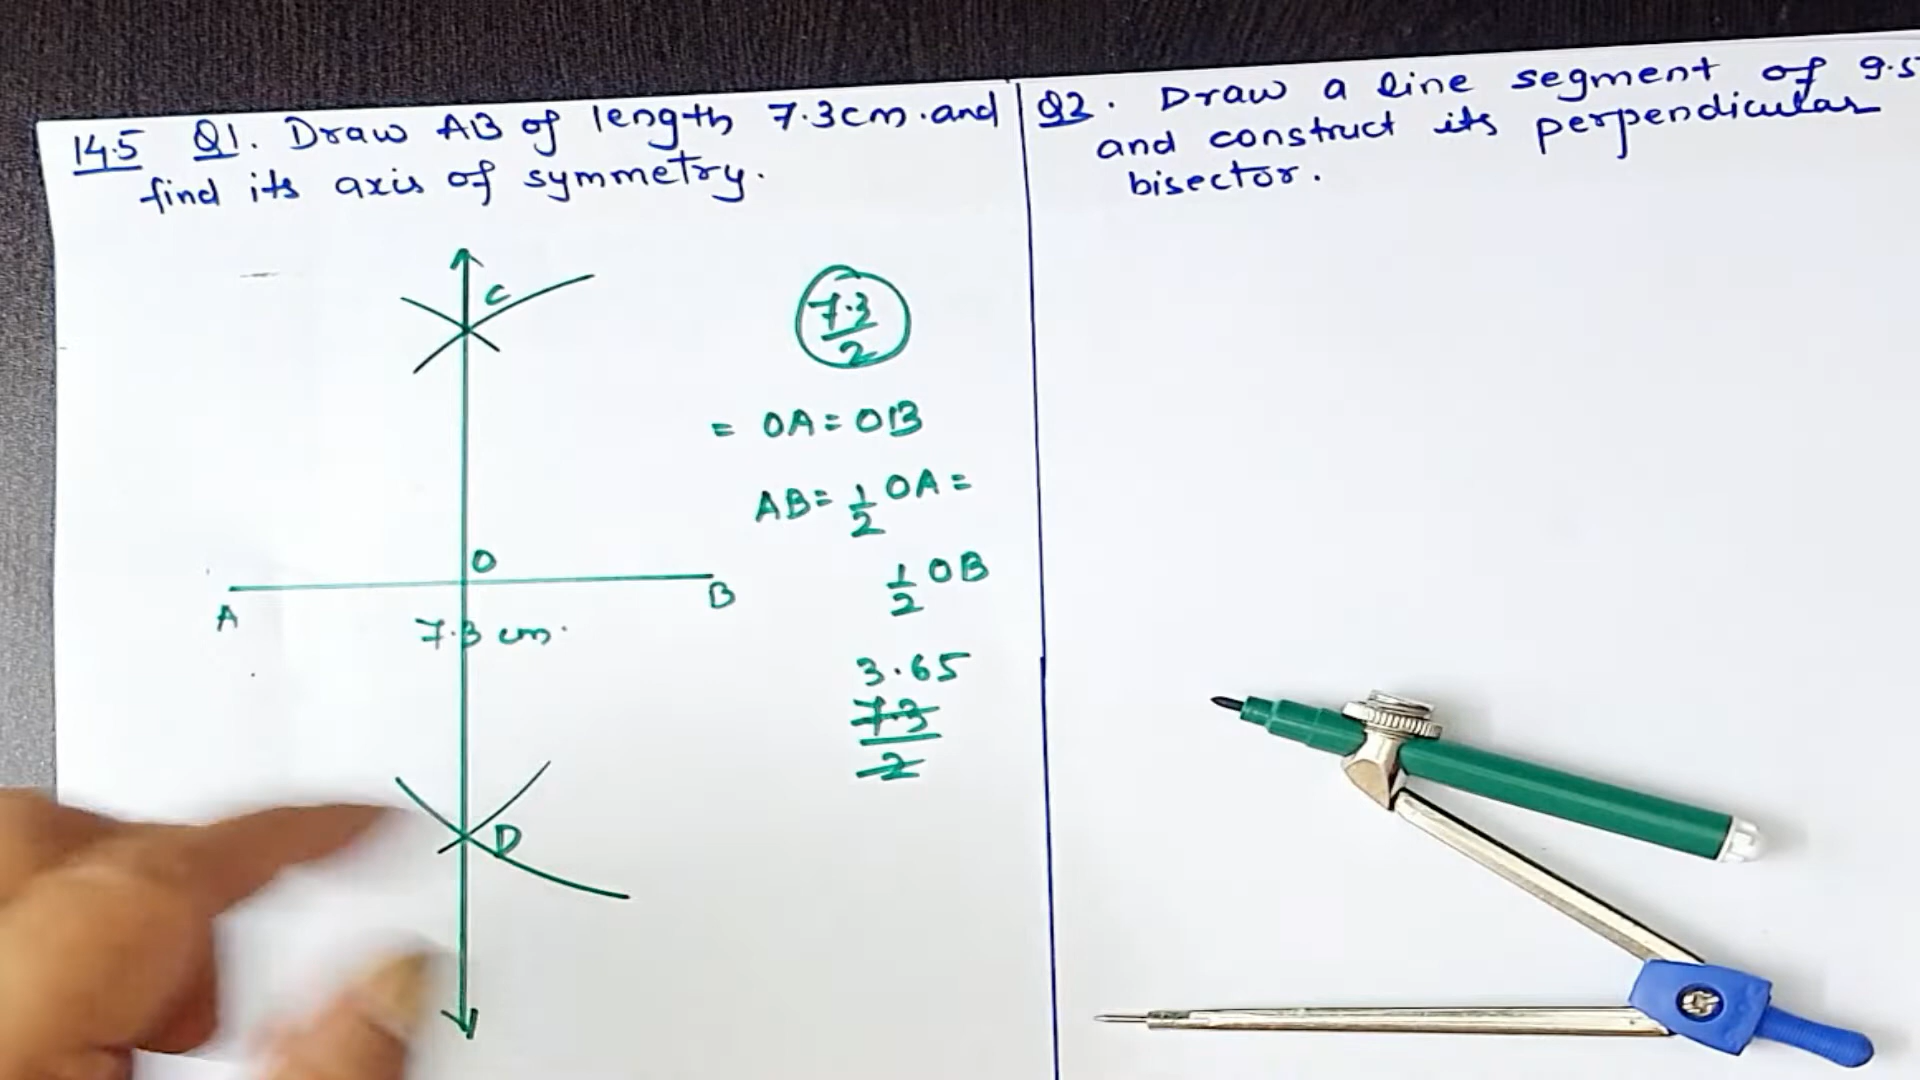 14.5 Q1. Draw AB of length 7.3cm. and
find its axis of symmetry.
C
O
A
B
7.3 cm.
D
7.3
2
= OA = OB
AB = 1/2 OA =
1/2 OB
3.65
7.3
2
Q2. Draw a line segment of 9.5
and construct its perpendicular
bisector.